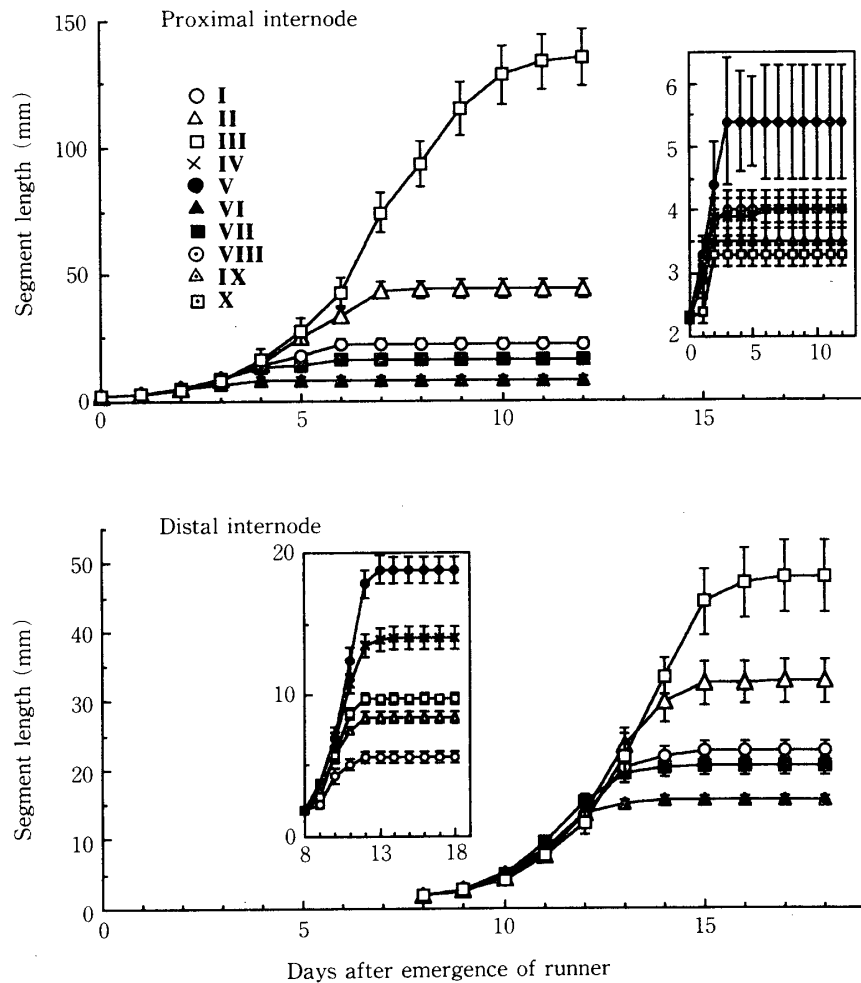 Proximal internode
Segment length (mm)
150
100
50
0
0
5
10
15
I
II
III
IV
V
VI
VII
VIII
IX
X
6
5
4
3
2
0
5
10
Distal internode
Segment length (mm)
50
40
30
20
10
0
0
5
10
15
20
10
0
8
13
18
Days after emergence of runner